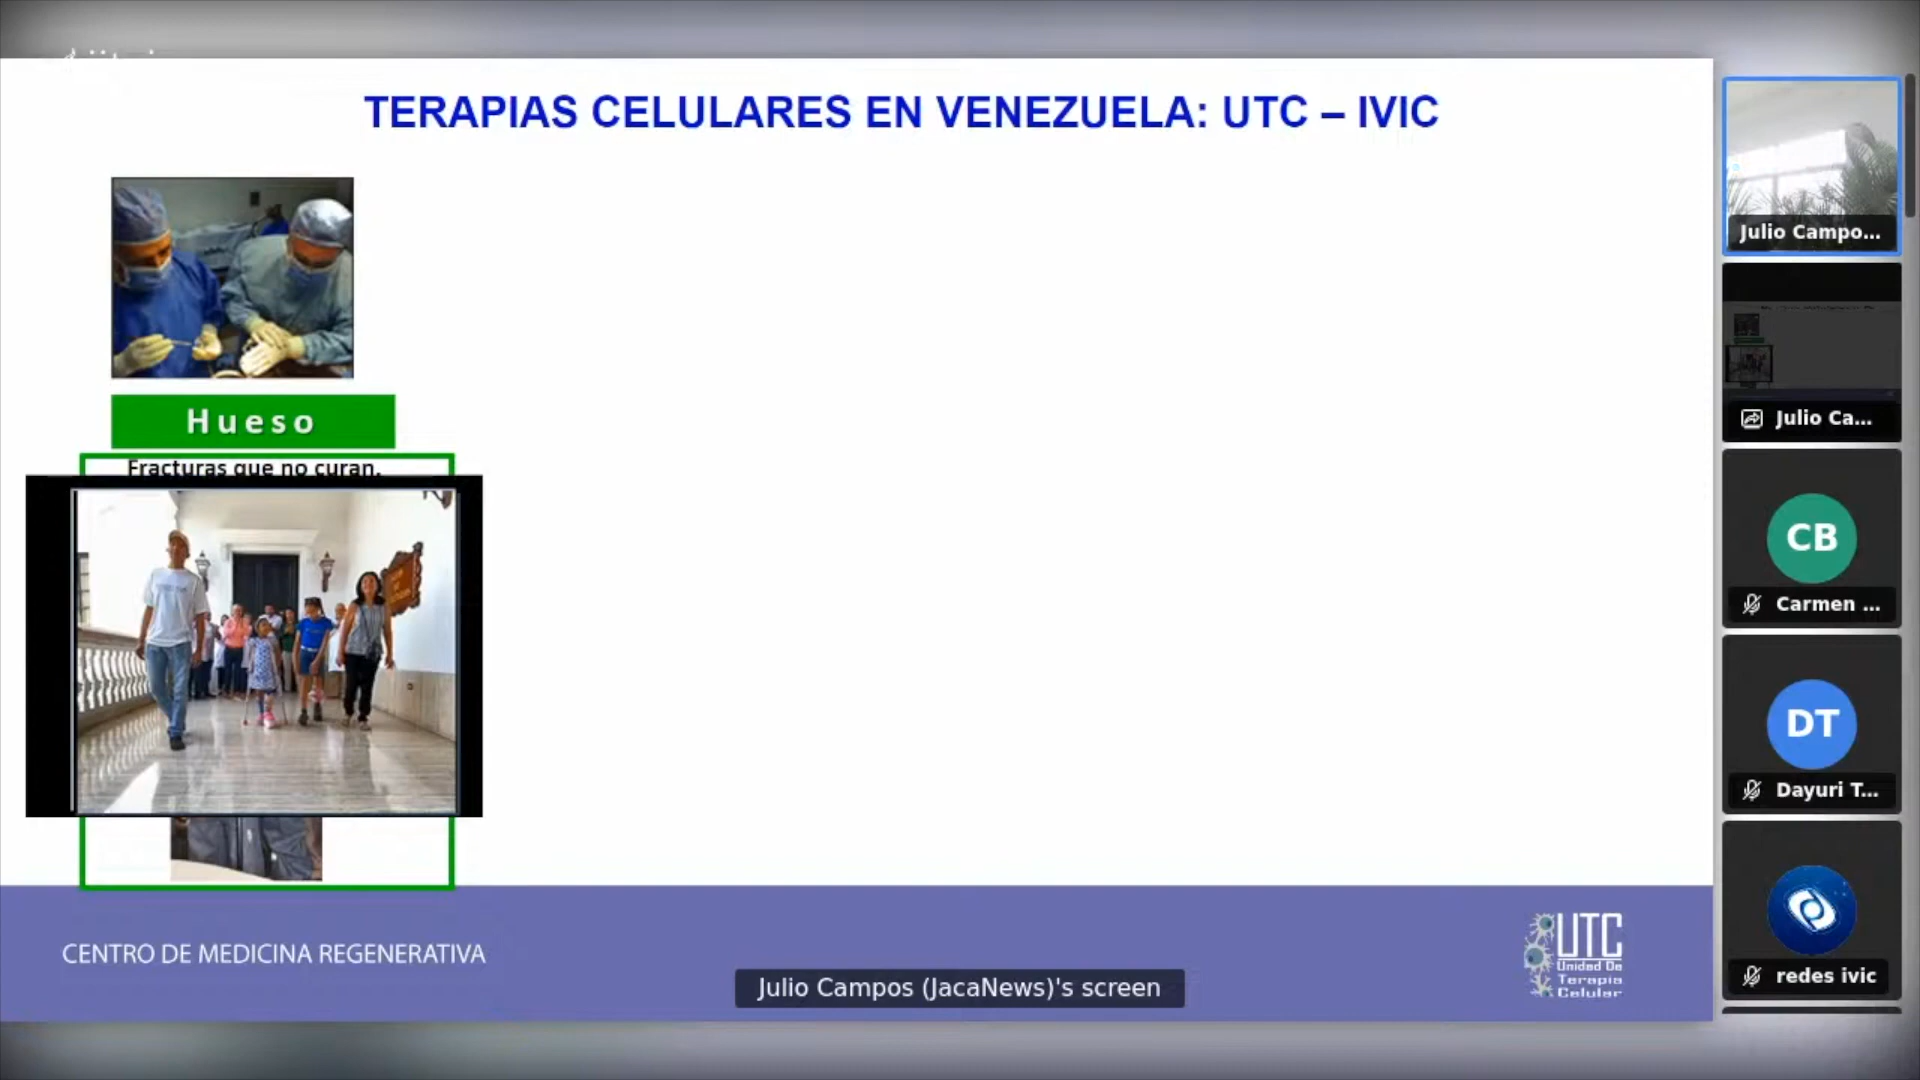 TERAPIAS CELULARES EN VENEZUELA: UTC – IVIC
Hueso
Fracturas que no curan.
CENTRO DE MEDICINA REGENERATIVA
UTC
Unidad De
Terapia
Celular
Julio Campos (JacaNews)'s screen
Julio Campo...
Julio Ca...
CB
Carmen ...
DT
Dayuri T...
redes ivic